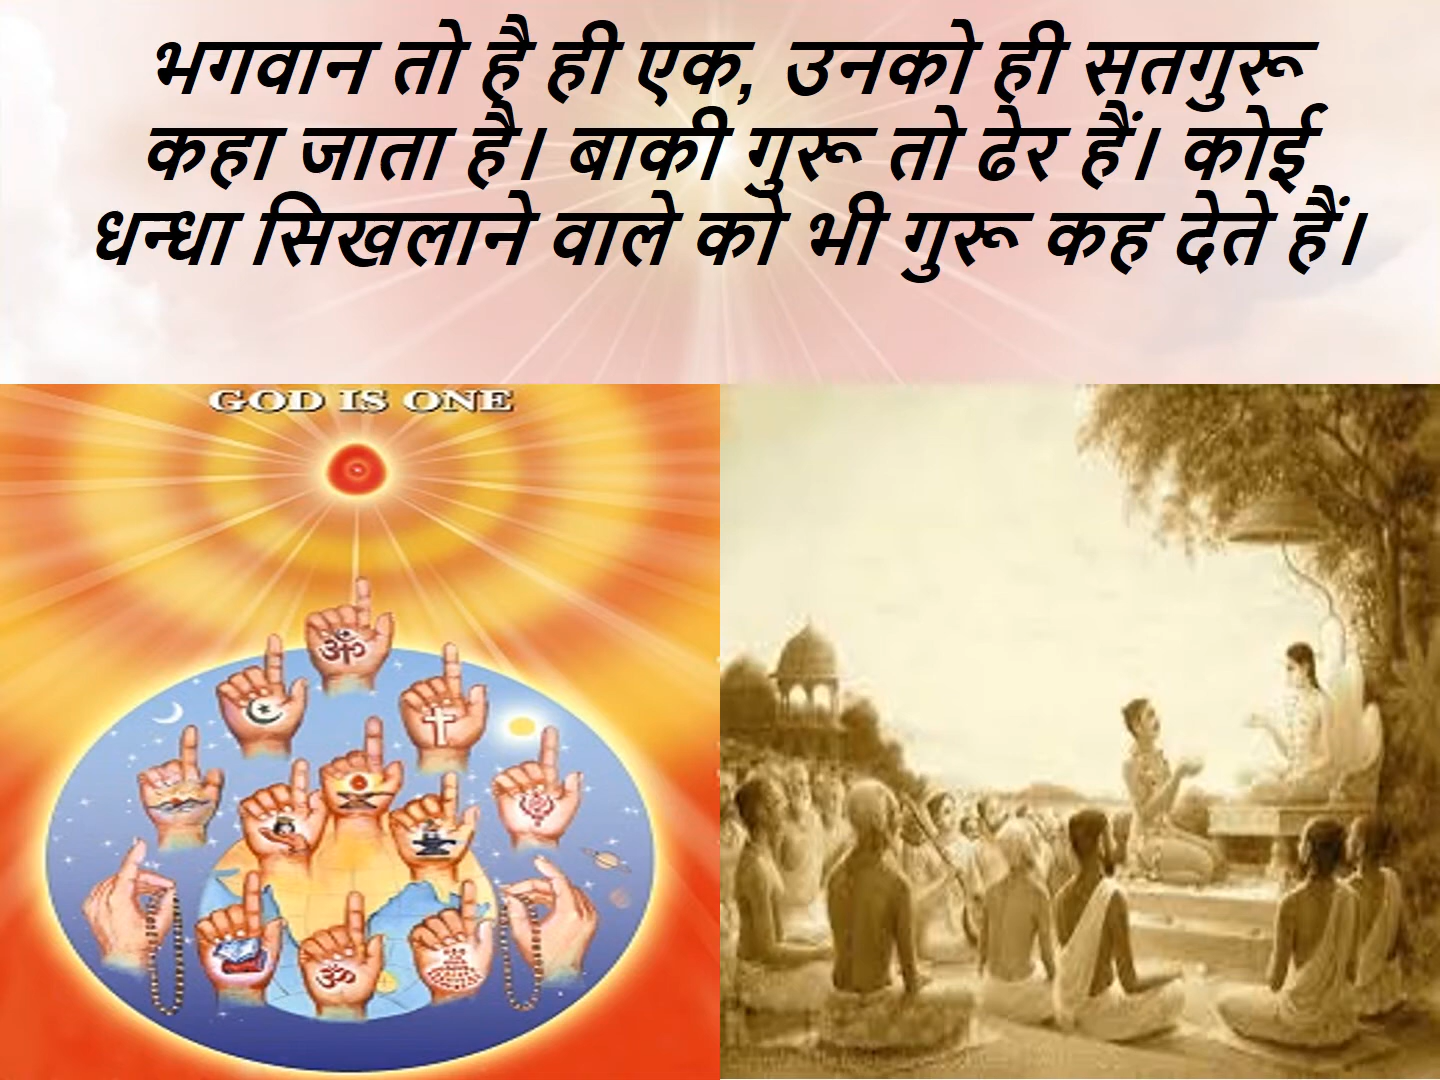 भगवान तो है ही एक, उनको ही सतगुरू
कहा जाता है। बाकी गुरू तो ढेर हैं। कोई
धन्धा सिखलाने वाले को भी गुरू कह देते हैं।
GOD IS ONE